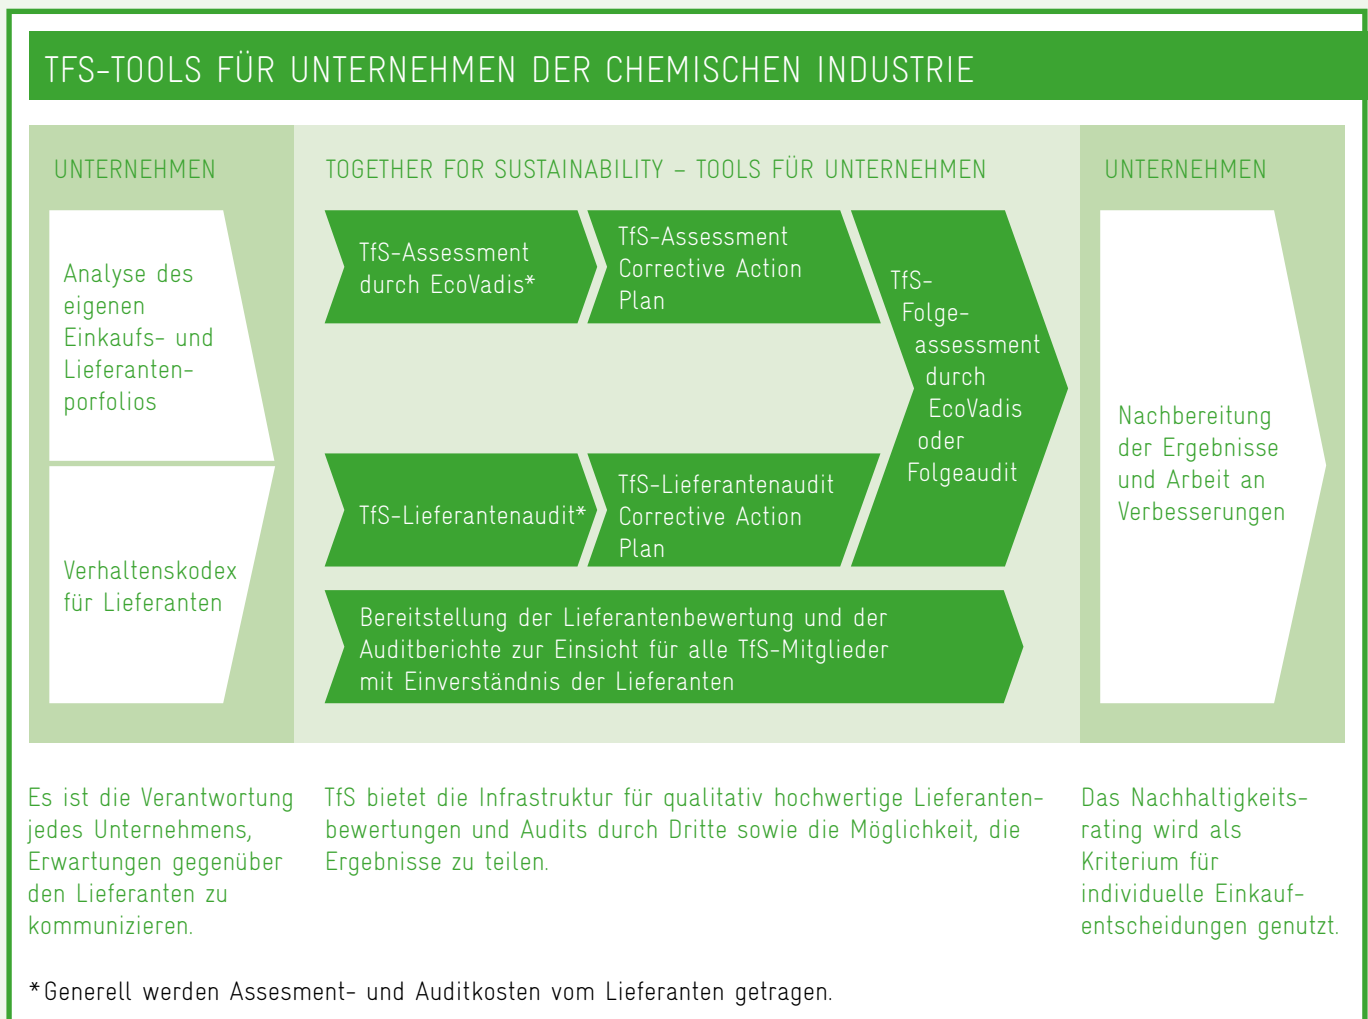 TFS-TOOLS FÜR UNTERNEHMEN DER CHEMISCHEN INDUSTRIE
UNTERNEHMEN
Analyse des
eigenen
Einkaufs- und
Lieferanten-
porfolios
Verhaltenskodex
für Lieferanten
TOGETHER FOR SUSTAINABILITY – TOOLS FÜR UNTERNEHMEN
TfS-Assessment
durch EcoVadis*
TfS-Assessment
Corrective Action
Plan
TfS-Lieferantenaudit*
TfS-Lieferantenaudit
Corrective Action
Plan
TfS-
Folge-
assessment
durch
EcoVadis
oder
Folgeaudit
Bereitstellung der Lieferantenbewertung und der
Auditberichte zur Einsicht für alle TfS-Mitglieder
mit Einverständnis der Lieferanten
UNTERNEHMEN
Nachbereitung
der Ergebnisse
und Arbeit an
Verbesserungen
Es ist die Verantwortung
jedes Unternehmens,
Erwartungen gegenüber
den Lieferanten zu
kommunizieren.
TfS bietet die Infrastruktur für qualitativ hochwertige Lieferanten-
bewertungen und Audits durch Dritte sowie die Möglichkeit, die
Ergebnisse zu teilen.
Das Nachhaltigkeits-
rating wird als
Kriterium für
individuelle Einkauf-
entscheidungen genutzt.
*Generell werden Assesment- und Auditkosten vom Lieferanten getragen.